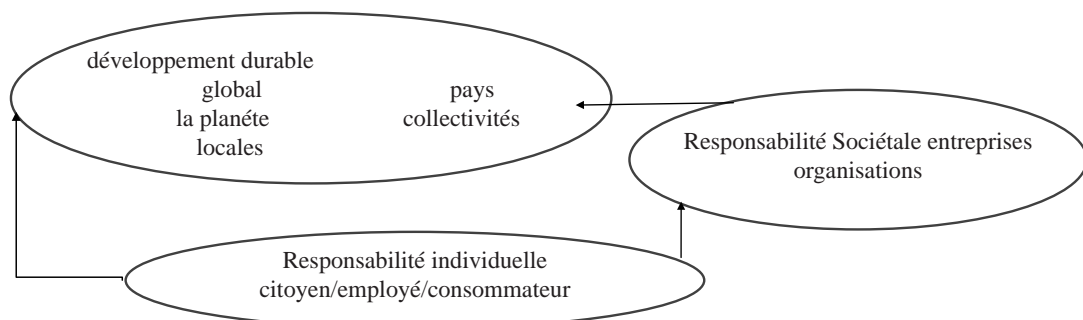 développement durable
global pays
la planéte collectivités
locales
Responsabilité Sociétale entreprises
organisations
Responsabilité individuelle
citoyen/employé/consommateur